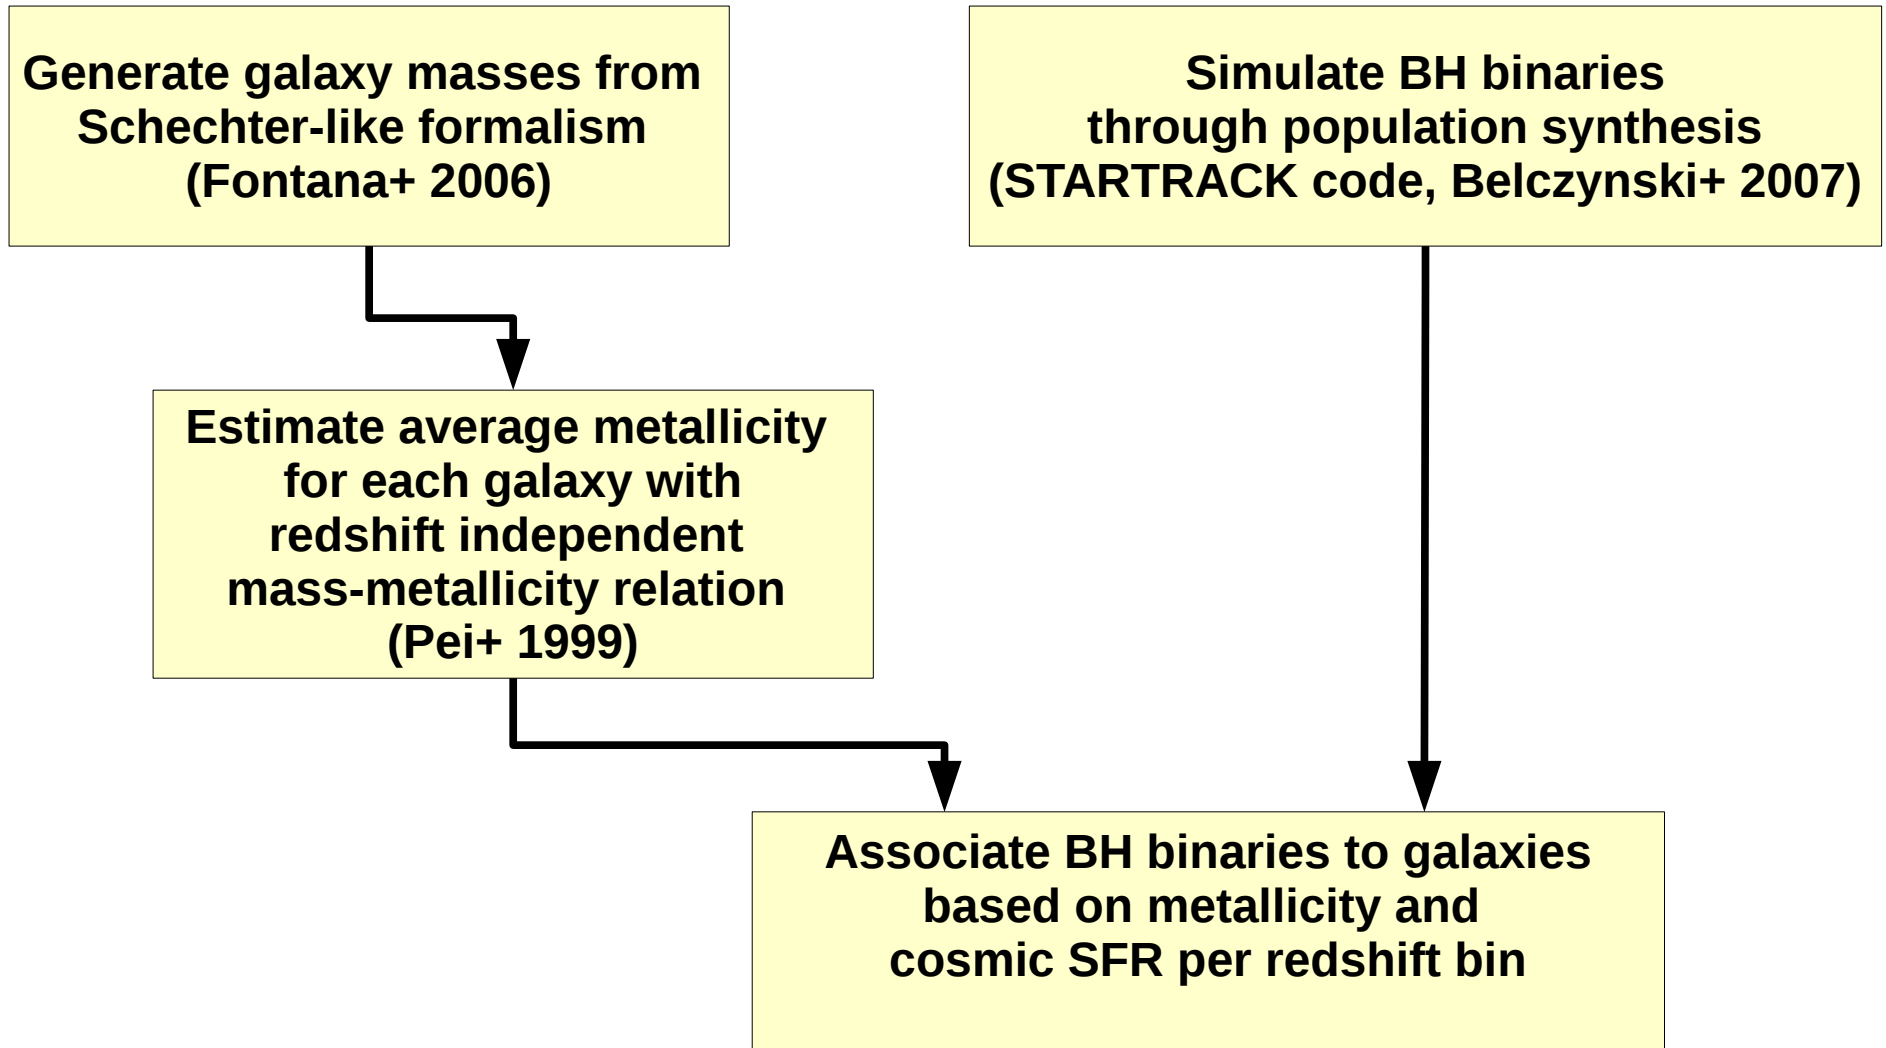 Generate galaxy masses from
Schechter-like formalism
(Fontana+ 2006)
Simulate BH binaries
through population synthesis
(STARTRACK code, Belczynski+ 2007)
Estimate average metallicity
for each galaxy with
redshift independent
mass-metallicity relation
(Pei+ 1999)
Associate BH binaries to galaxies
based on metallicity and
cosmic SFR per redshift bin